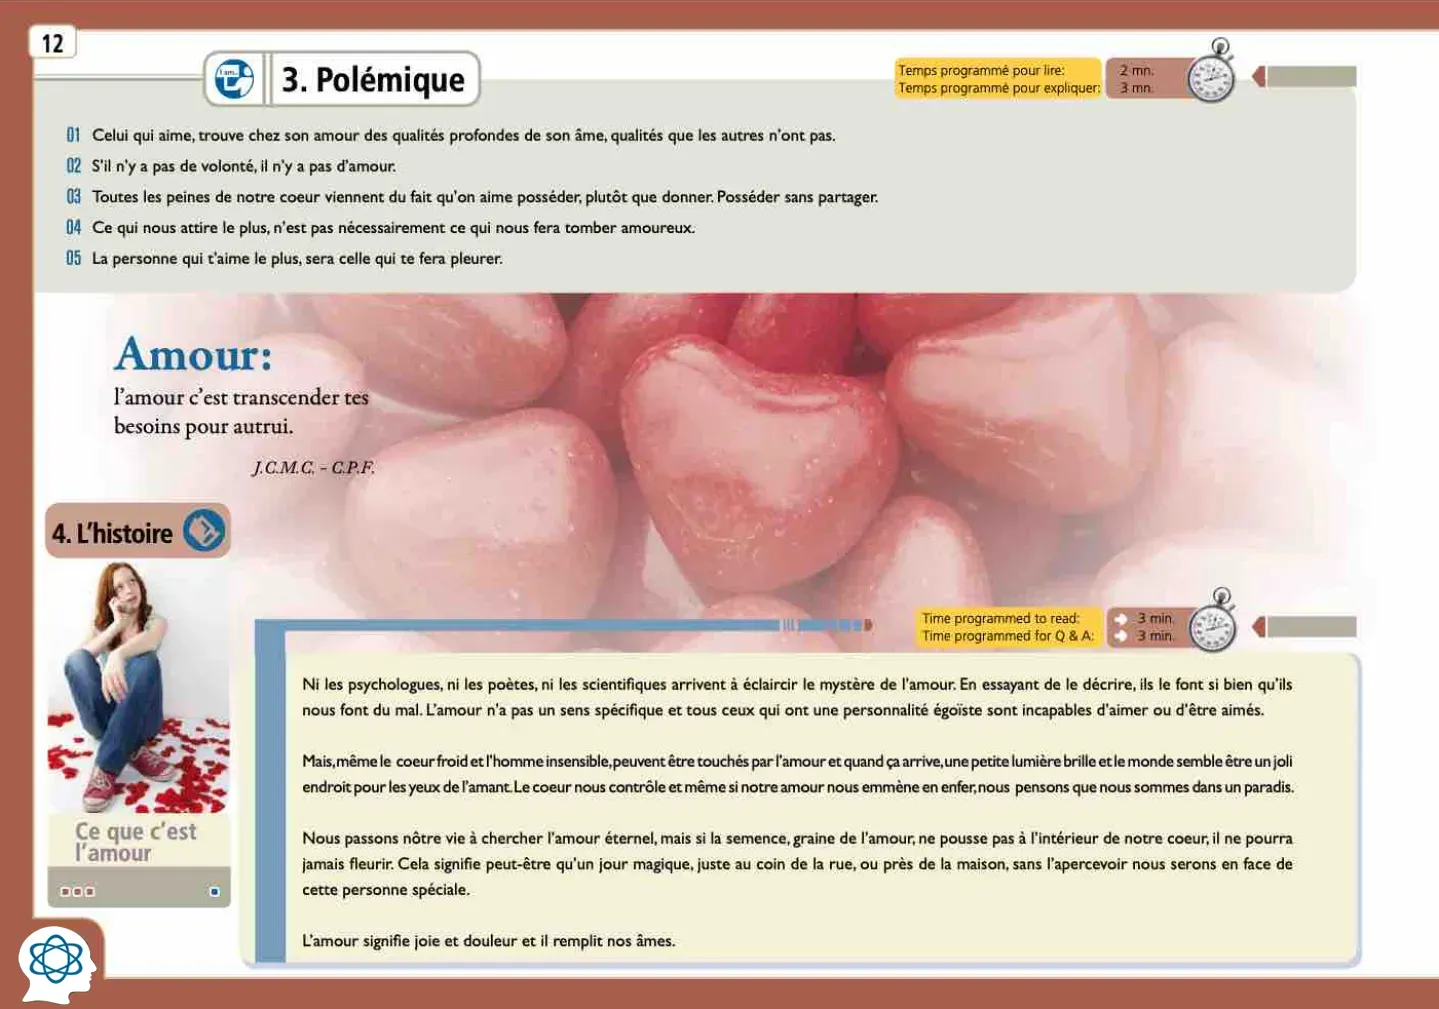 12
I am...
3. Polémique
Temps programmé pour lire: 2 mn.
Temps programmé pour expliquer: 3 mn.
01 Celui qui aime, trouve chez son amour des qualités profondes de son âme, qualités que les autres n'ont pas.
02 S'il n'y a pas de volonté, il n'y a pas d'amour.
03 Toutes les peines de notre coeur viennent du fait qu'on aime posséder, plutôt que donner. Posséder sans partager.
04 Ce qui nous attire le plus, n'est pas nécessairement ce qui nous fera tomber amoureux.
05 La personne qui t'aime le plus, sera celle qui te fera pleurer.
Amour:
l'amour c'est transcender tes
besoins pour autrui.
J.C.M.C. - C.P.F.
4. L'histoire
Time programmed to read: 3 min.
Time programmed for Q & A: 3 min.
Ni les psychologues, ni les poètes, ni les scientifiques arrivent à éclaircir le mystère de l'amour. En essayant de le décrire, ils le font si bien qu'ils
nous font du mal. L'amour n'a pas un sens spécifique et tous ceux qui ont une personnalité égoïste sont incapables d'aimer ou d'être aimés.
Mais, même le coeur froid et l'homme insensible, peuvent être touchés par l'amour et quand ça arrive, une petite lumière brille et le monde semble être un joli
endroit pour les yeux de l'amant. Le coeur nous contrôle et même si notre amour nous emmène en enfer, nous pensons que nous sommes dans un paradis.
Nous passons nôtre vie à chercher l'amour éternel, mais si la semence, graine de l'amour, ne pousse pas à l'intérieur de notre coeur, il ne pourra
jamais fleurir. Cela signifie peut-être qu'un jour magique, juste au coin de la rue, ou près de la maison, sans l'apercevoir nous serons en face de
cette personne spéciale.
L'amour signifie joie et douleur et il remplit nos âmes.
Ce que c'est
l'amour